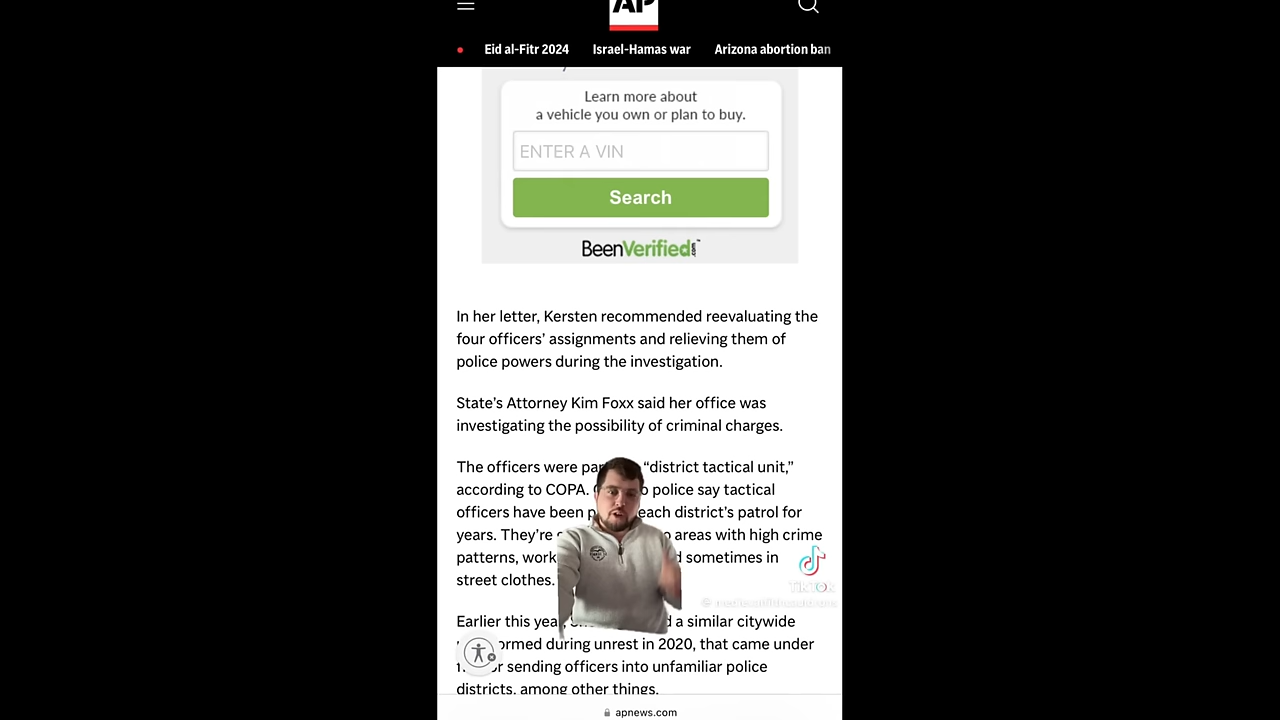 AP
Eid al-Fitr 2024 Israel-Hamas war Arizona abortion ban
Learn more about
a vehicle you own or plan to buy.
ENTER A VIN
Search
BeenVerified.com
In her letter, Kersten recommended reevaluating the
four officers’ assignments and relieving them of
police powers during the investigation.
State’s Attorney Kim Foxx said her office was
investigating the possibility of criminal charges.
The officers were “district tactical unit,”
according to COPA. police say tactical
officers have been each district’s patrol for
years. They’re areas with high crime
patterns, sometimes in
street clothes.
Earlier this year, a similar citywide
during unrest in 2020, that came under
sending officers into unfamiliar police
districts, among other things.
TikTok
apnews.com